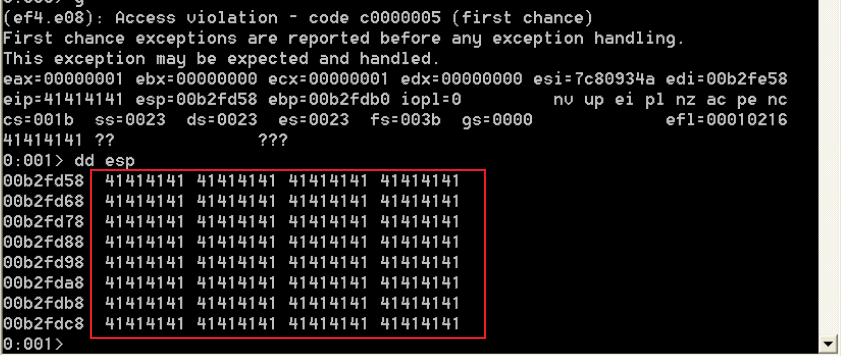 (ef4.e08): Access violation - code c0000005 (first chance)
First chance exceptions are reported before any exception handling.
This exception may be expected and handled.
eax=00000001 ebx=00000000 ecx=00000001 edx=00000000 esi=7c80934a edi=00b2fe58
eip=41414141 esp=00b2fd58 ebp=00b2fdb0 iopl=0         nv up ei pl nz ac pe nc
cs=001b  ss=0023  ds=0023  es=0023  fs=003b  gs=0000             efl=00010216
41414141 ??              ???
0:001> dd esp
00b2fd58  41414141 41414141 41414141 41414141
00b2fd68  41414141 41414141 41414141 41414141
00b2fd78  41414141 41414141 41414141 41414141
00b2fd88  41414141 41414141 41414141 41414141
00b2fd98  41414141 41414141 41414141 41414141
00b2fda8  41414141 41414141 41414141 41414141
00b2fdb8  41414141 41414141 41414141 41414141
00b2fdc8  41414141 41414141 41414141 41414141
0:001>